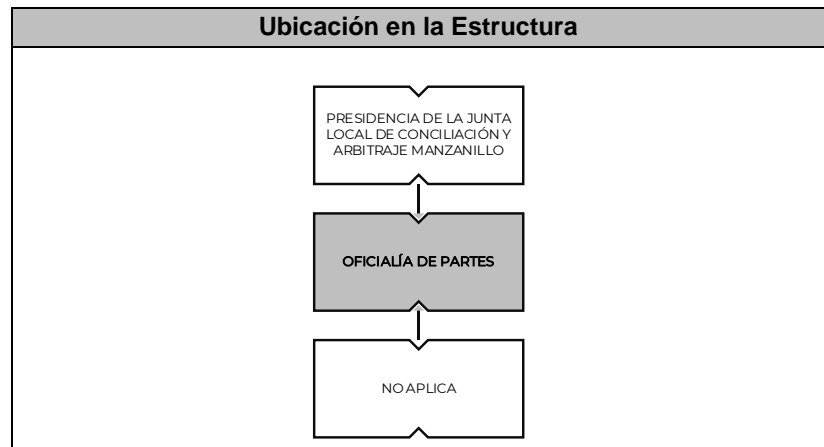 Ubicación en la Estructura
PRESIDENCIA DE LA JUNTA
LOCAL DE CONCILIACIÓN Y
ARBITRAJE MANZANILLO
OFICIALÍA DE PARTES
NO APLICA